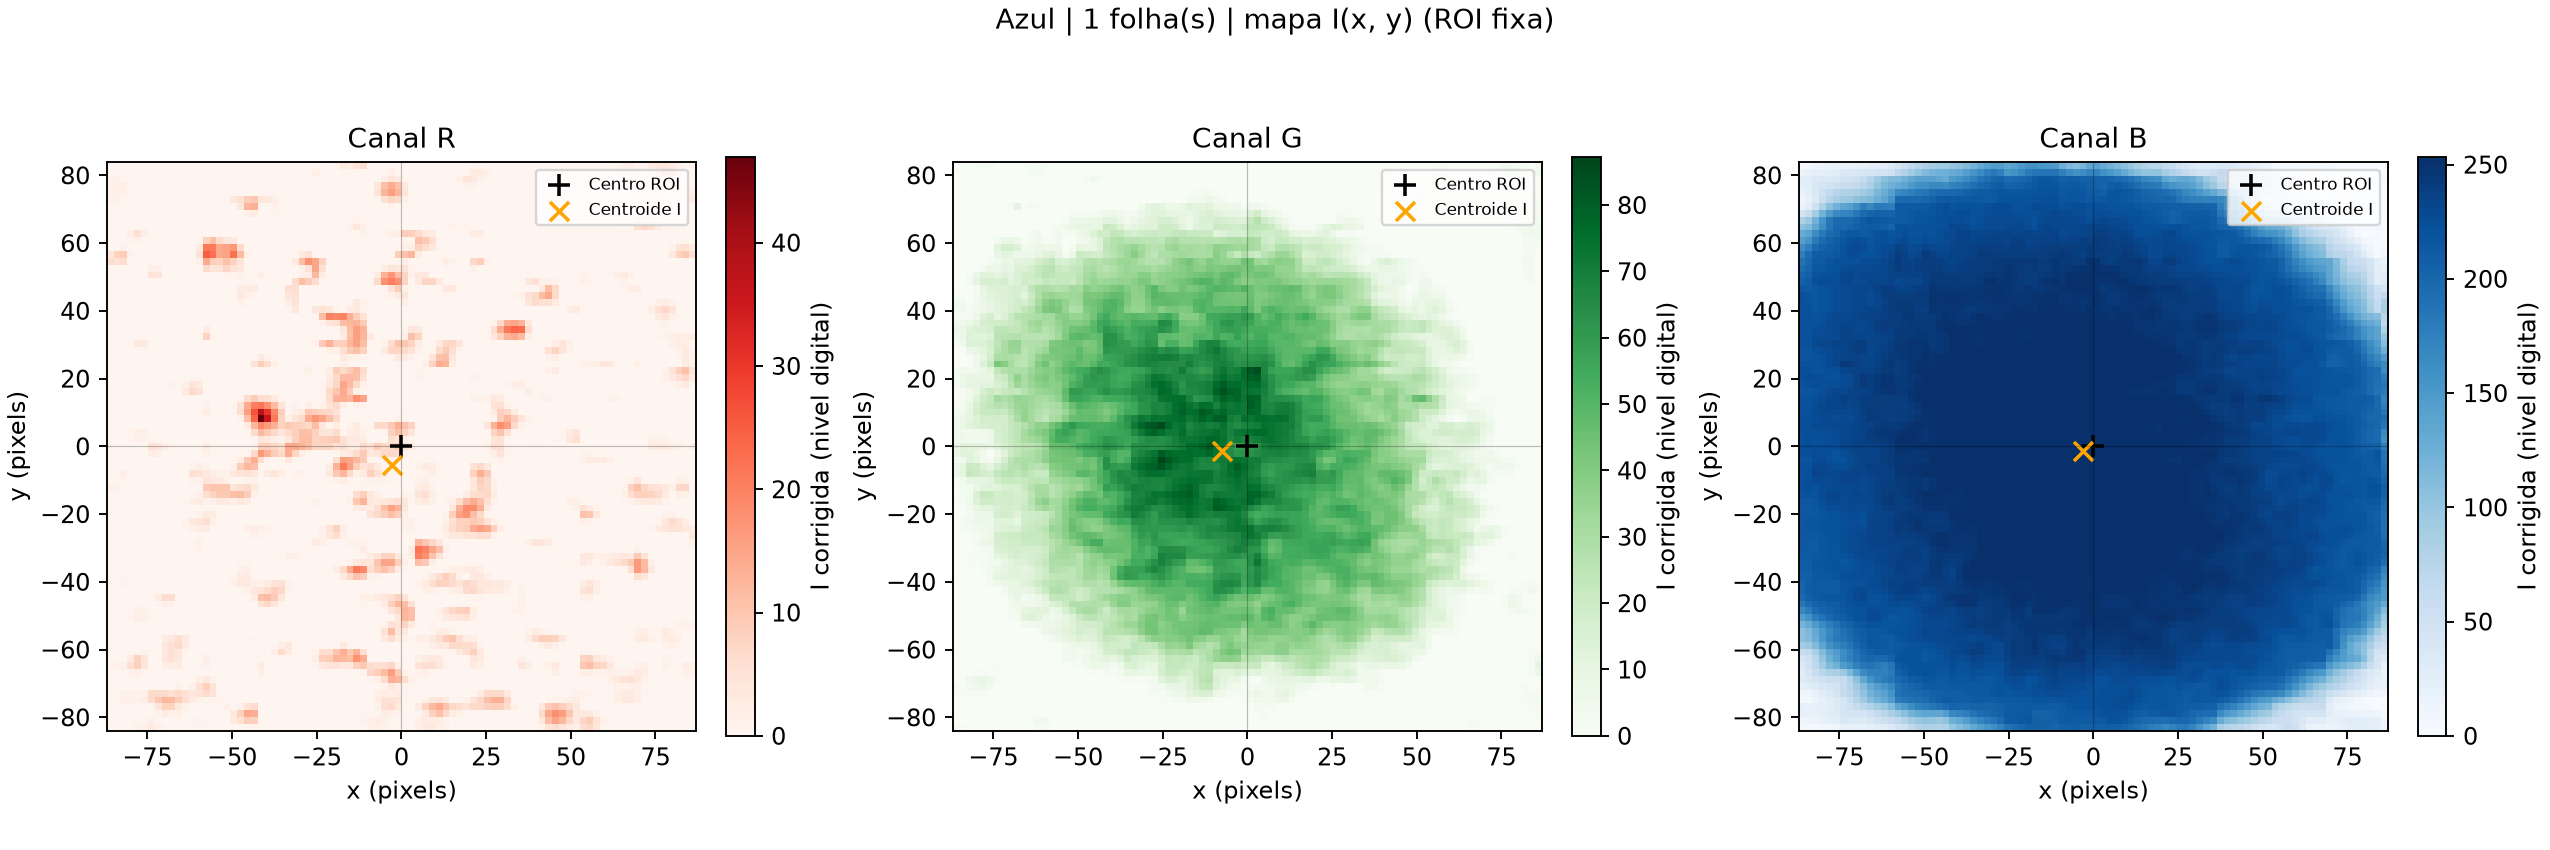 Azul | 1 folha(s) | mapa I(x, y) (ROI fixa)
Canal R
80
60
40
20
0
−20
−40
−60
−80
y (pixels)
−75 −50 −25 0 25 50 75
x (pixels)
Centro ROI
Centroide I
40
30
20
10
0
I corrigida (nivel digital)
Canal G
80
60
40
20
0
−20
−40
−60
−80
y (pixels)
−75 −50 −25 0 25 50 75
x (pixels)
Centro ROI
Centroide I
80
70
60
50
40
30
20
10
0
I corrigida (nivel digital)
Canal B
80
60
40
20
0
−20
−40
−60
−80
y (pixels)
−75 −50 −25 0 25 50 75
x (pixels)
Centro ROI
Centroide I
250
200
150
100
50
0
I corrigida (nivel digital)